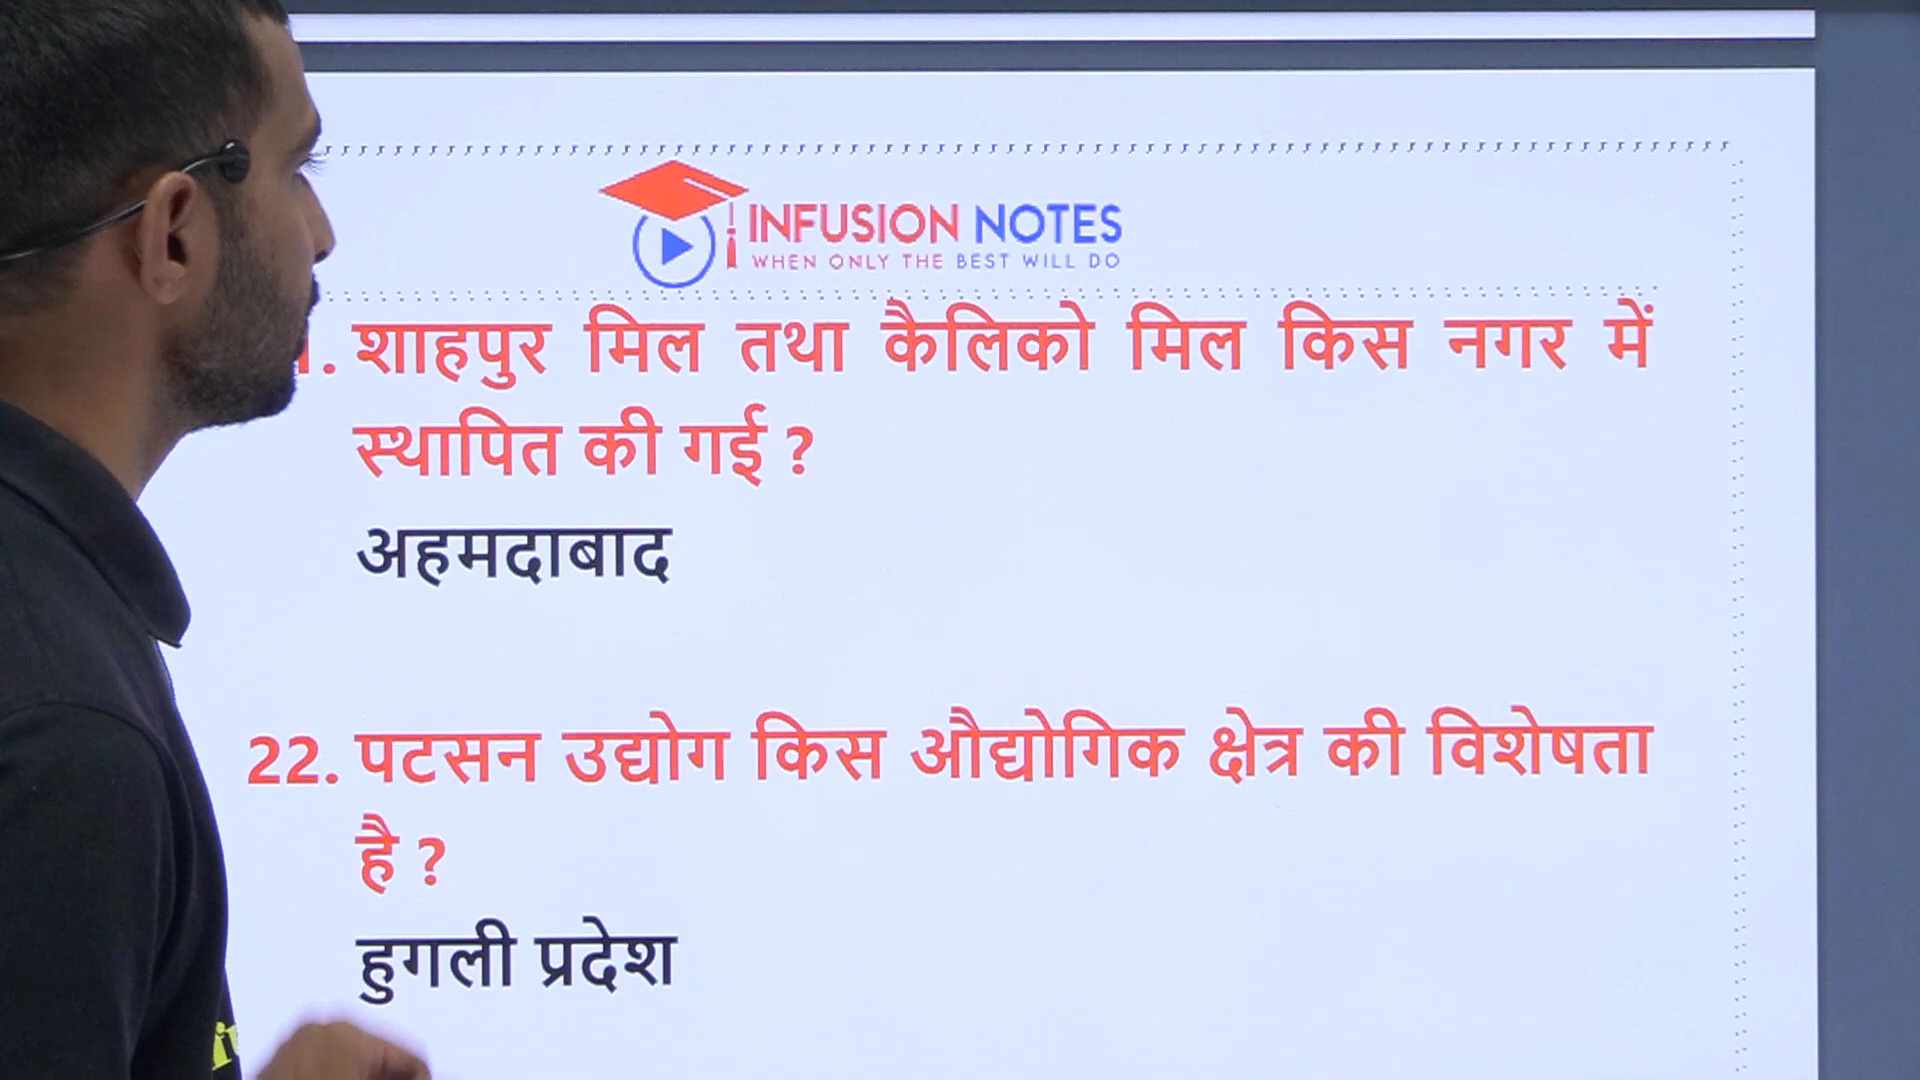 INFUSION NOTES
WHEN ONLY THE BEST WILL DO
शाहपुर मिल तथा कैलिको मिल किस नगर में
स्थापित की गई ?
अहमदाबाद
22. पटसन उद्योग किस औद्योगिक क्षेत्र की विशेषता
है ?
हुगली प्रदेश